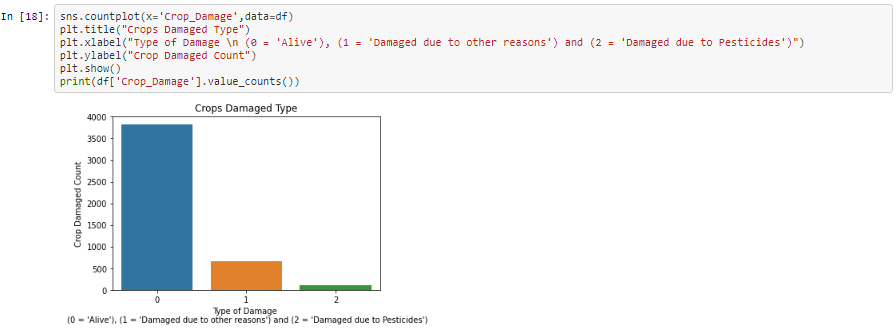 In [18]:
sns.countplot(x='Crop_Damage',data=df)
plt.title("Crops Damaged Type")
plt.xlabel("Type of Damage \n (0 = 'Alive'), (1 = 'Damaged due to other reasons') and (2 = 'Damaged due to Pesticides')")
plt.ylabel("Crop Damaged Count")
plt.show()
print(df['Crop_Damage'].value_counts())
Crops Damaged Type
4000
3500
3000
2500
2000
1500
1000
500
0
Crop Damaged Count
0 1 2
Type of Damage
(0 = 'Alive'), (1 = 'Damaged due to other reasons') and (2 = 'Damaged due to Pesticides')